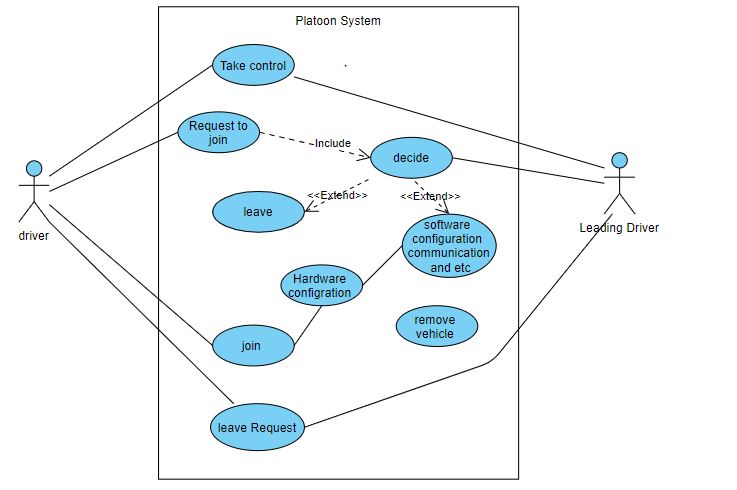 Platoon System
Take control
Request to
join
Include
decide
<<Extend>>
<<Extend>>
leave
driver
Leading Driver
software
configuration
communication
and etc
Hardware
configration
remove
vehicle
join
leave Request